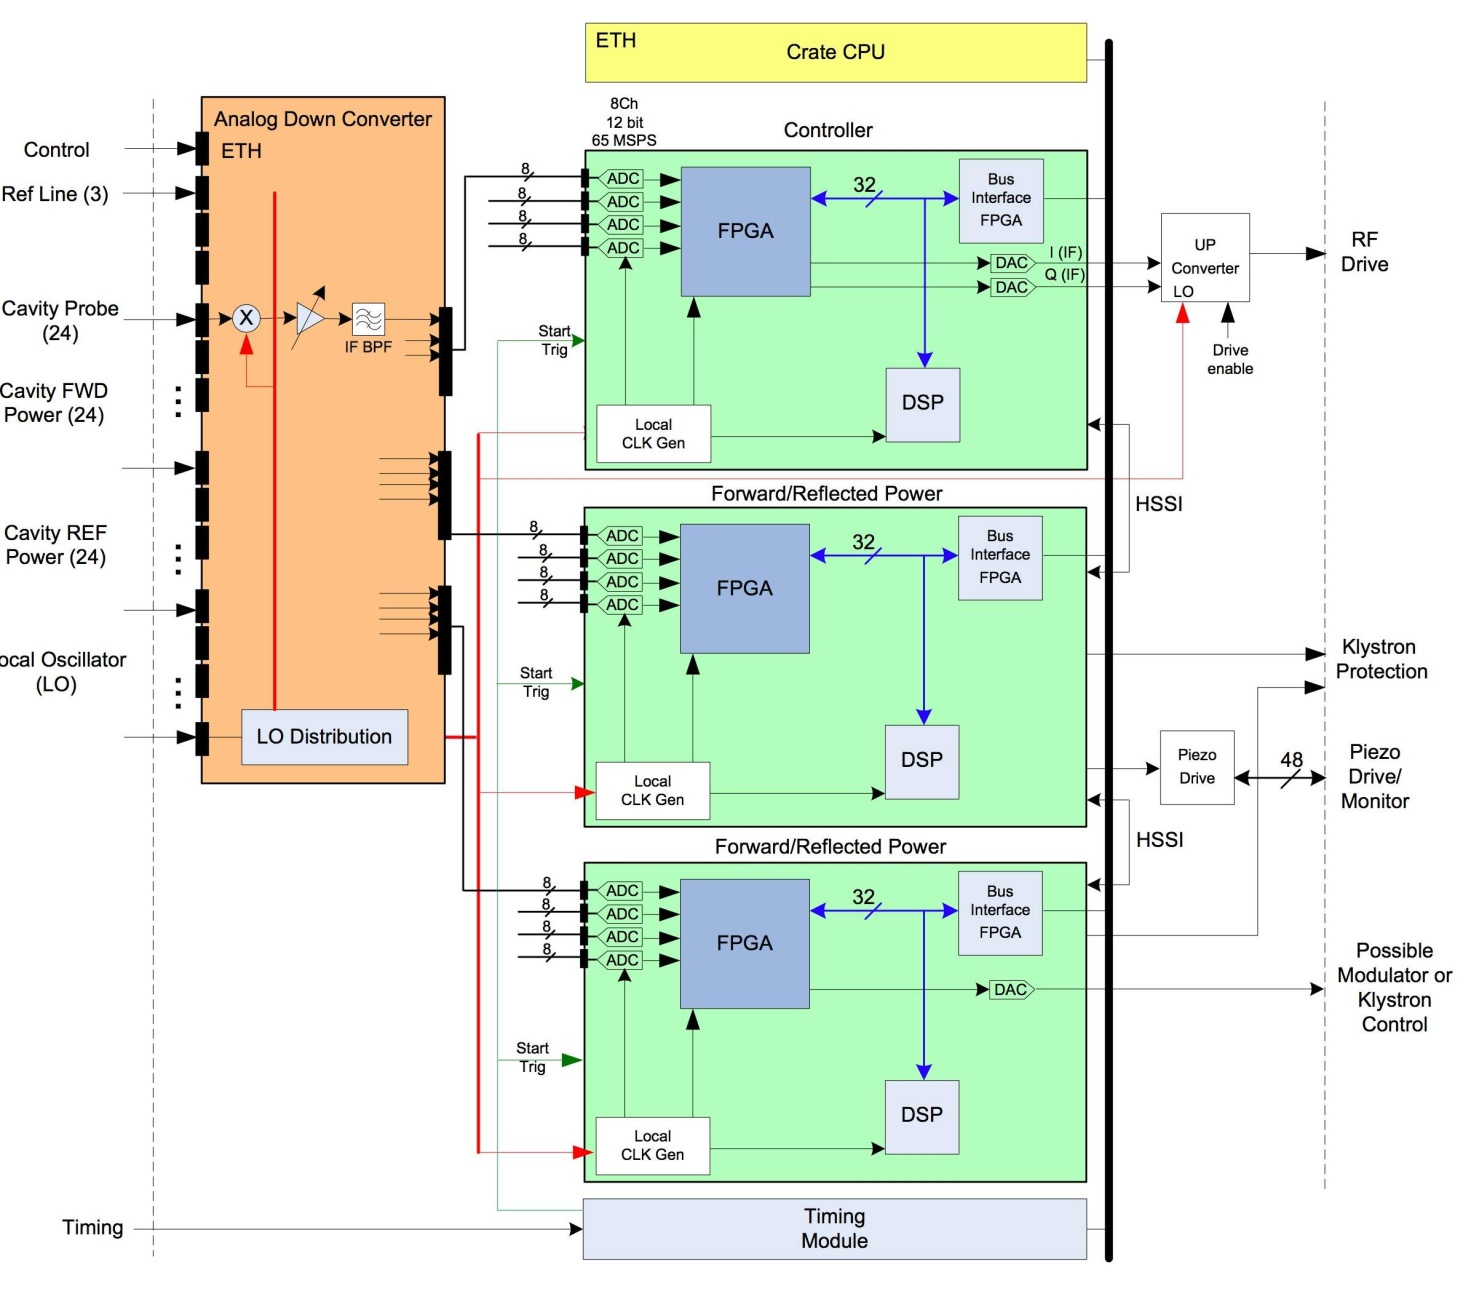 ETH
Crate CPU
8Ch
12 bit
65 MSPS
Controller
Analog Down Converter
ETH
Control
Ref Line (3)
Cavity Probe
(24)
Cavity FWD
Power (24)
Cavity REF
Power (24)
ocal Oscillator
(LO)
X
IF BPF
LO Distribution
8
8
8
8
ADC
ADC
ADC
ADC
FPGA
32
Bus
Interface
FPGA
DAC
DAC
I (IF)
Q (IF)
UP
Converter
LO
RF
Drive
Drive
enable
Start
Trig
Local
CLK Gen
DSP
HSSI
Forward/Reflected Power
8
8
8
8
ADC
ADC
ADC
ADC
FPGA
32
Bus
Interface
FPGA
Start
Trig
Local
CLK Gen
DSP
Klystron
Protection
Piezo
Drive
48
Piezo
Drive/
Monitor
HSSI
Forward/Reflected Power
8
8
8
8
ADC
ADC
ADC
ADC
FPGA
32
Bus
Interface
FPGA
DAC
Possible
Modulator or
Klystron
Control
Start
Trig
Local
CLK Gen
DSP
Timing
Timing
Module